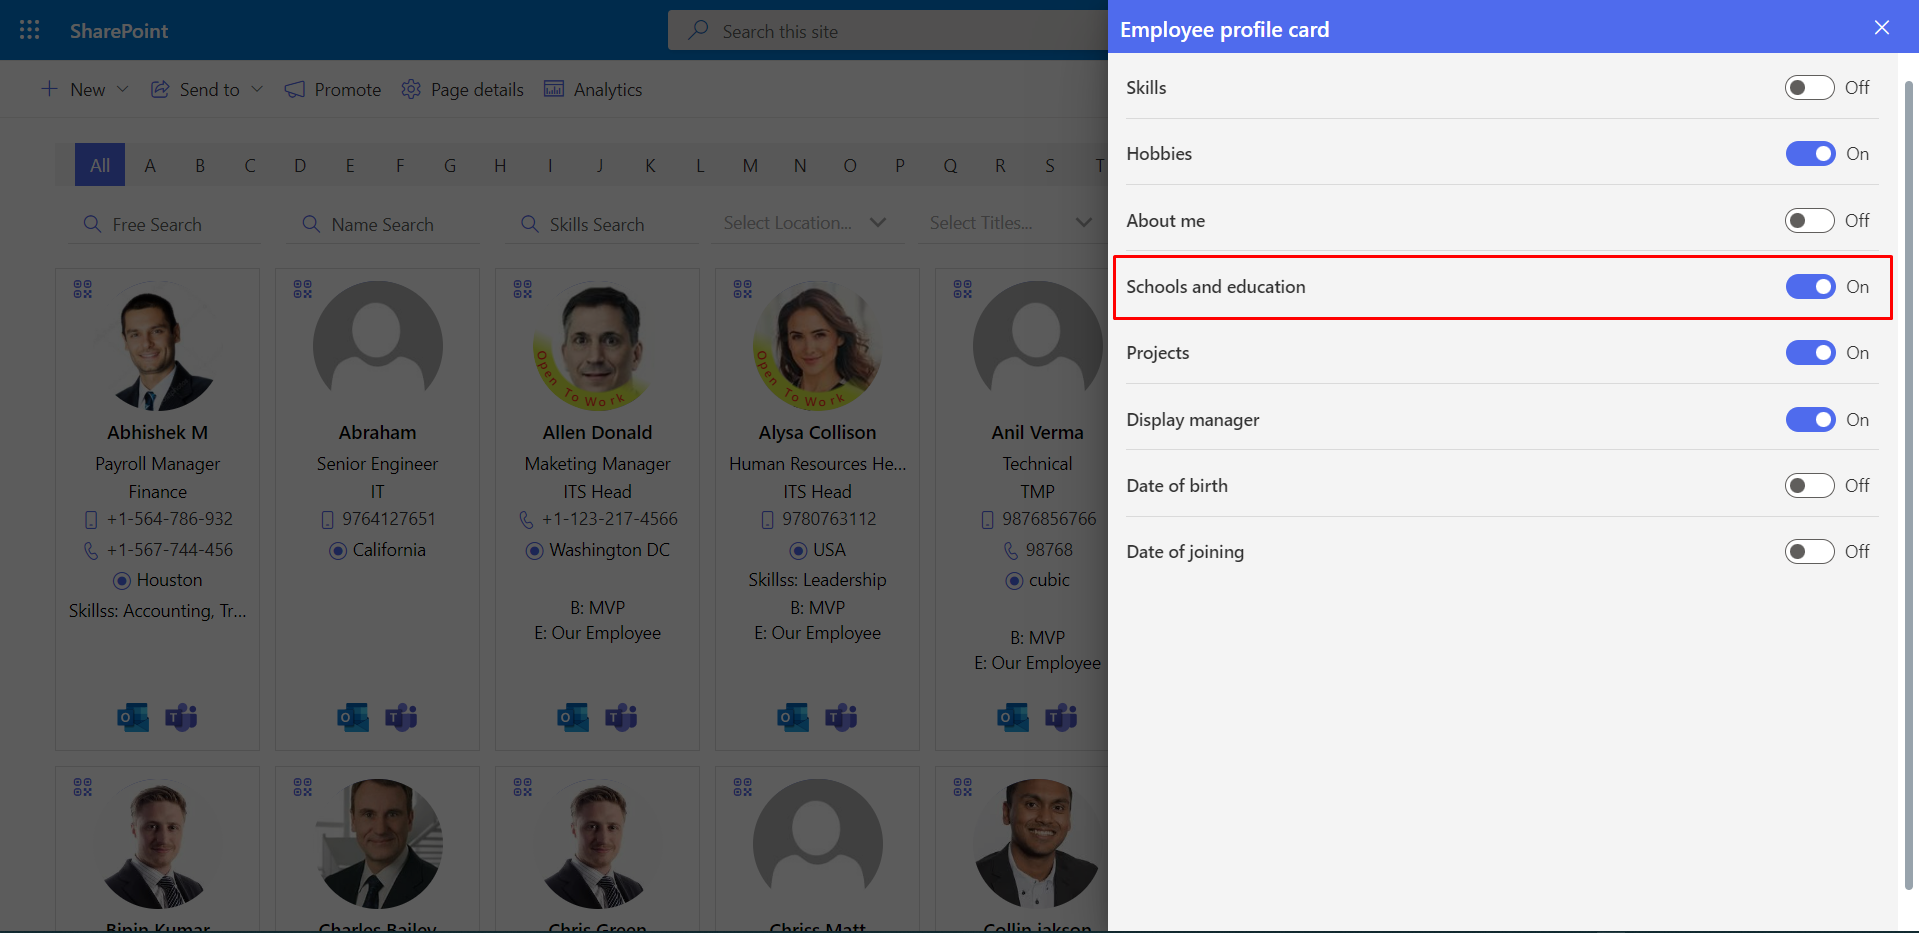 SharePoint
Search this site
New
Send to
Promote
Page details
Analytics
All A B C D E F G H I J K L M N O P Q R S T
Free Search
Name Search
Skills Search
Select Location...
Select Titles...
Open To Work
Open To Work
Abhishek M
Payroll Manager
Finance
+1-564-786-932
+1-567-744-456
Houston
Skillss: Accounting, Tr...
Abraham
Senior Engineer
IT
9764127651
California
Allen Donald
Maketing Manager
ITS Head
+1-123-217-4566
Washington DC
B: MVP
E: Our Employee
Alysa Collison
Human Resources He...
ITS Head
9780763112
USA
Skillss: Leadership
B: MVP
E: Our Employee
Anil Verma
Technical
TMP
9876856766
98768
cubic
B: MVP
E: Our Employee
Bipin Kumar
Charles Bailey
Chris Green
Chriss Matt
Collin jakson
Employee profile card
Skills Off
Hobbies On
About me Off
Schools and education On
Projects On
Display manager On
Date of birth Off
Date of joining Off